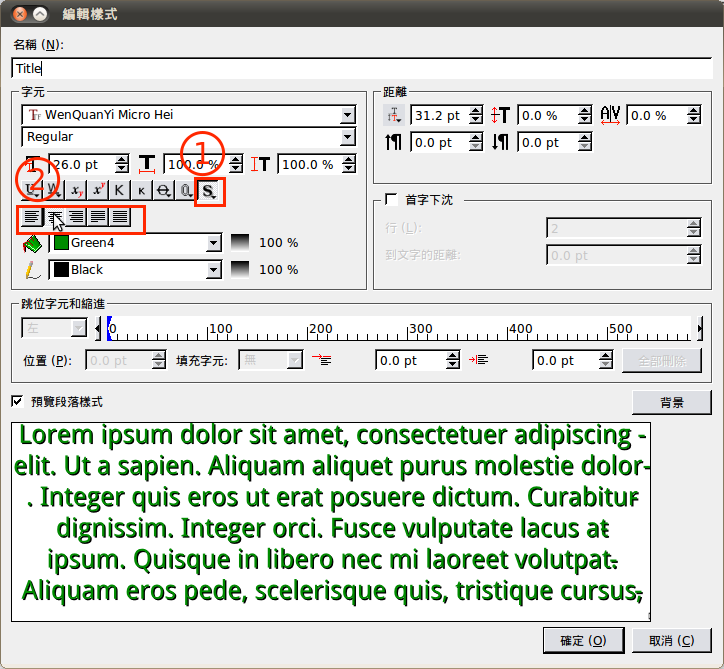 編輯樣式
名稱 (N):
Title
字元
距離
WenQuanYi Micro Hei
31.2 pt
0.0 %
0.0 %
Regular
0.0 pt
0.0 pt
26.0 pt
100.0 %
100.0 %
1
2
首字下沉
行 (L):
2
到文字的距離:
0.0 pt
Green4
100 %
Black
100 %
跳位字元和縮進
左
0
100
200
300
400
500
位置 (P):
0.0 pt
填充字元:
無
0.0 pt
0.0 pt
全部刪除
預覽段落樣式
背景
Lorem ipsum dolor sit amet, consectetuer adipiscing -
elit. Ut a sapien. Aliquam aliquet purus molestie dolor-
. Integer quis eros ut erat posuere dictum. Curabitur
dignissim. Integer orci. Fusce vulputate lacus at
ipsum. Quisque in libero nec mi laoreet volutpat.
Aliquam eros pede, scelerisque quis, tristique cursus,
確定 (O)
取消 (C)